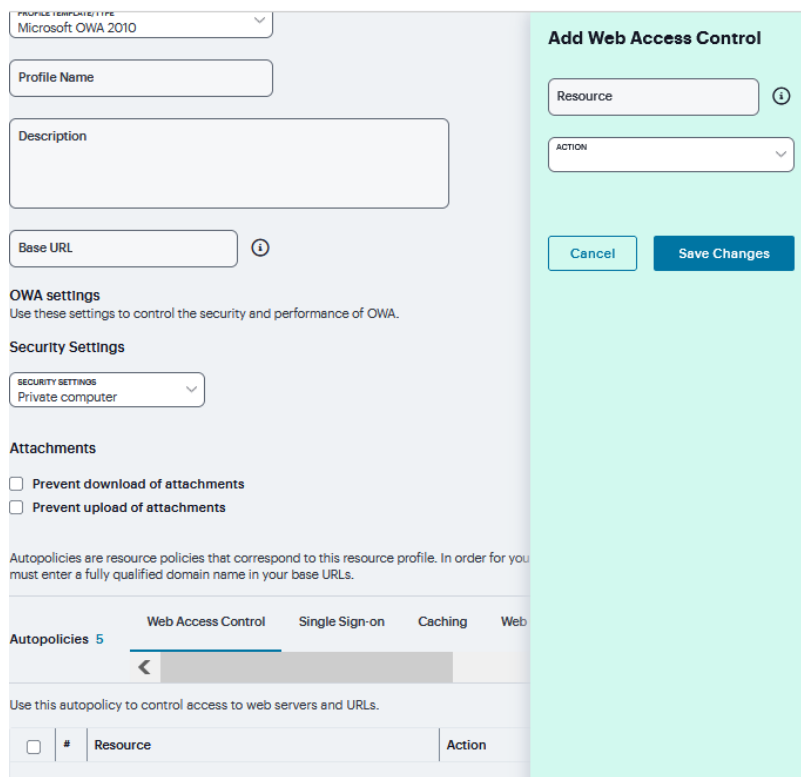 PROFILE TEMPLATE/TYPE
Microsoft OWA 2010
Profile Name
Description
Base URL
OWA settings
Use these settings to control the security and performance of OWA.
Security Settings
SECURITY SETTINGS
Private computer
Attachments
Prevent download of attachments
Prevent upload of attachments
Autopolicies are resource policies that correspond to this resource profile. In order for you
must enter a fully qualified domain name in your base URLs.
Autopolicies 5
Web Access Control
Single Sign-on
Caching
Web
Use this autopolicy to control access to web servers and URLs.
# Resource Action
Add Web Access Control
Resource
ACTION
Cancel
Save Changes